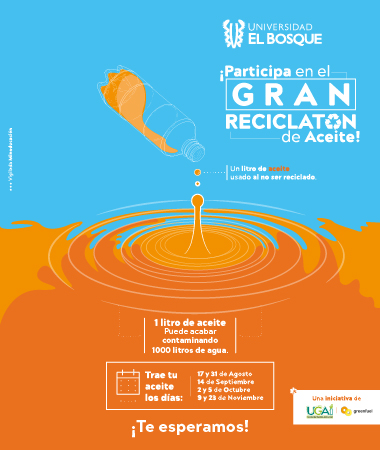 UNIVERSIDAD
EL BOSQUE
¡Participa en el
GRAN
RECICLATÓN
de Aceite!
Un litro de aceite
usado al no ser reciclado.
1 litro de aceite
Puede acabar
contaminando
1000 litros de agua.
Trae tu
aceite
los días:
17 y 31 de Agosto
14 de Septiembre
2 y 5 de Octubre
9 y 23 de Noviembre
¡Te esperamos!
Una iniciativa de
UGA
greenfuel